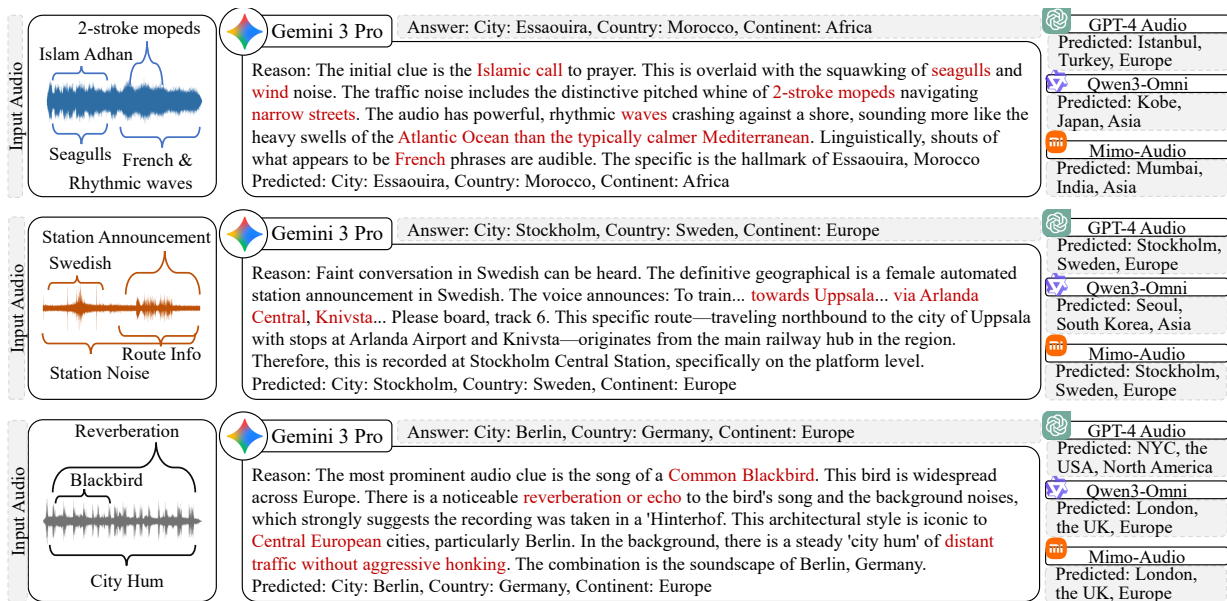 Input Audio
2-stroke mopeds
Islam Adhan
Seagulls
French &
Rhythmic waves
Gemini 3 Pro
Answer: City: Essaouira, Country: Morocco, Continent: Africa
Reason: The initial clue is the Islamic call to prayer. This is overlaid with the squawking of seagulls and
wind noise. The traffic noise includes the distinctive pitched whine of 2-stroke mopeds navigating
narrow streets. The audio has powerful, rhythmic waves crashing against a shore, sounding more like the
heavy swells of the Atlantic Ocean than the typically calmer Mediterranean. Linguistically, shouts of
what appears to be French phrases are audible. The specific is the hallmark of Essaouira, Morocco
Predicted: City: Essaouira, Country: Morocco, Continent: Africa
GPT-4 Audio
Predicted: Istanbul,
Turkey, Europe
Qwen3-Omni
Predicted: Kobe,
Japan, Asia
Mimo-Audio
Predicted: Mumbai,
India, Asia
Input Audio
Station Announcement
Swedish
Route Info
Station Noise
Gemini 3 Pro
Answer: City: Stockholm, Country: Sweden, Continent: Europe
Reason: Faint conversation in Swedish can be heard. The definitive geographical is a female automated
station announcement in Swedish. The voice announces: To train... towards Uppsala... via Arlanda
Central, Knivsta... Please board, track 6. This specific route—traveling northbound to the city of Uppsala
with stops at Arlanda Airport and Knivsta—originates from the main railway hub in the region.
Therefore, this is recorded at Stockholm Central Station, specifically on the platform level.
Predicted: City: Stockholm, Country: Sweden, Continent: Europe
GPT-4 Audio
Predicted: Stockholm,
Sweden, Europe
Qwen3-Omni
Predicted: Seoul,
South Korea, Asia
Mimo-Audio
Predicted: Stockholm,
Sweden, Europe
Input Audio
Reverberation
Blackbird
City Hum
Gemini 3 Pro
Answer: City: Berlin, Country: Germany, Continent: Europe
Reason: The most prominent audio clue is the song of a Common Blackbird. This bird is widespread
across Europe. There is a noticeable reverberation or echo to the bird's song and the background noises,
which strongly suggests the recording was taken in a 'Hinterhof. This architectural style is iconic to
Central European cities, particularly Berlin. In the background, there is a steady 'city hum' of distant
traffic without aggressive honking. The combination is the soundscape of Berlin, Germany.
Predicted: City: Berlin, Country: Germany, Continent: Europe
GPT-4 Audio
Predicted: NYC, the
USA, North America
Qwen3-Omni
Predicted: London,
the UK, Europe
Mimo-Audio
Predicted: London,
the UK, Europe